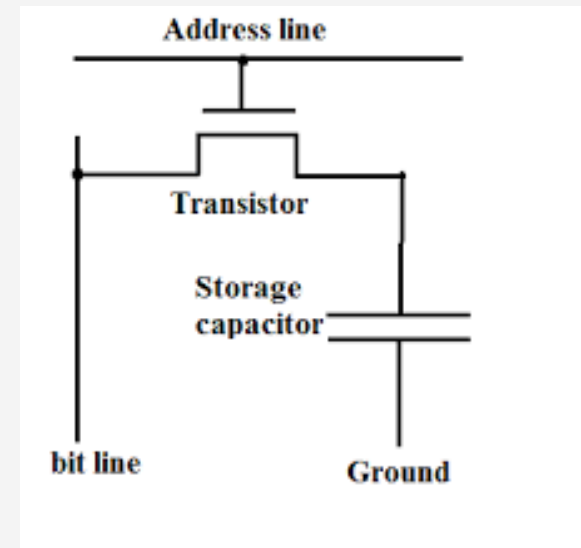 Address line
Transistor
Storage
capacitor
bit line
Ground